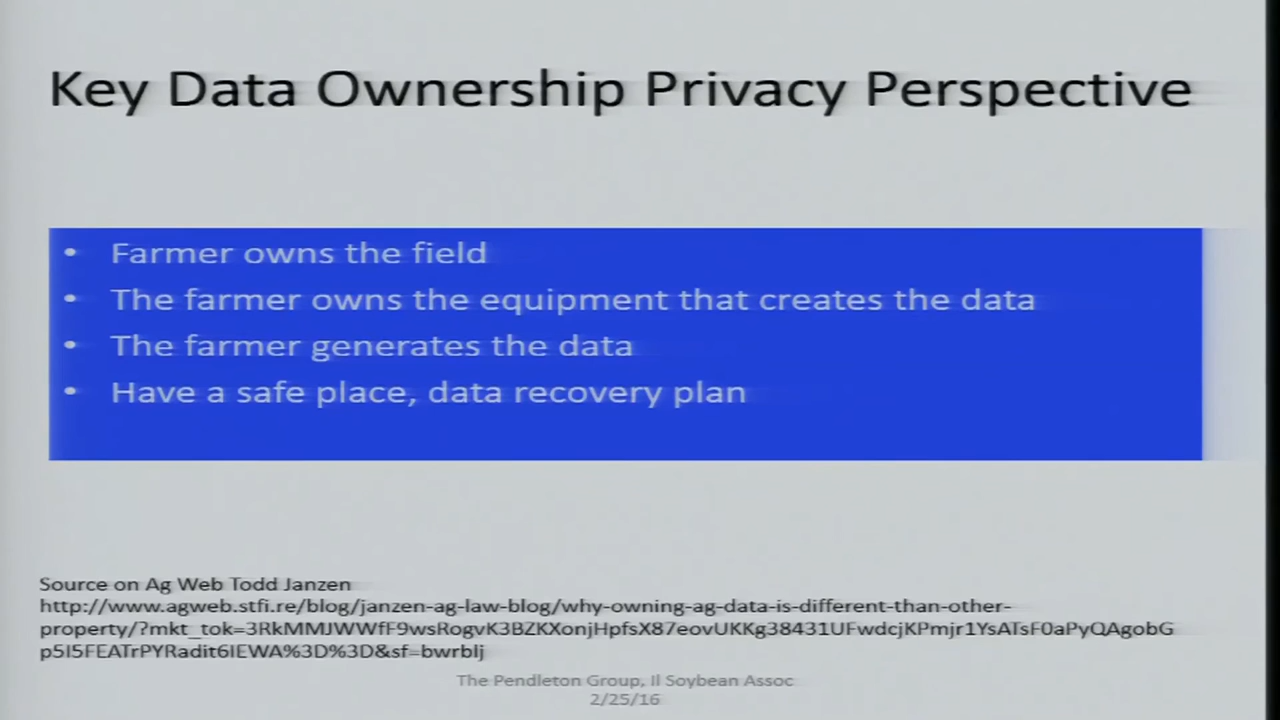 Key Data Ownership Privacy Perspective
• Farmer owns the field
• The farmer owns the equipment that creates the data
• The farmer generates the data
• Have a safe place, data recovery plan
Source on Ag Web Todd Janzen
http://www.agweb.stfi.re/blog/janzen-ag-law-blog/why-owning-ag-data-is-different-than-other-
property/?mkt_tok=3RkMMJWWfF9wsRogvK3BZKXonjHpfsX87eovUKKg38431UFwdcjKPmjr1YsATsF0aPyQAgobG
p5I5FEATrPYRadit6IEWA%3D%3D&sf=bwrblj
The Pendleton Group, Il Soybean Assoc
2/25/16